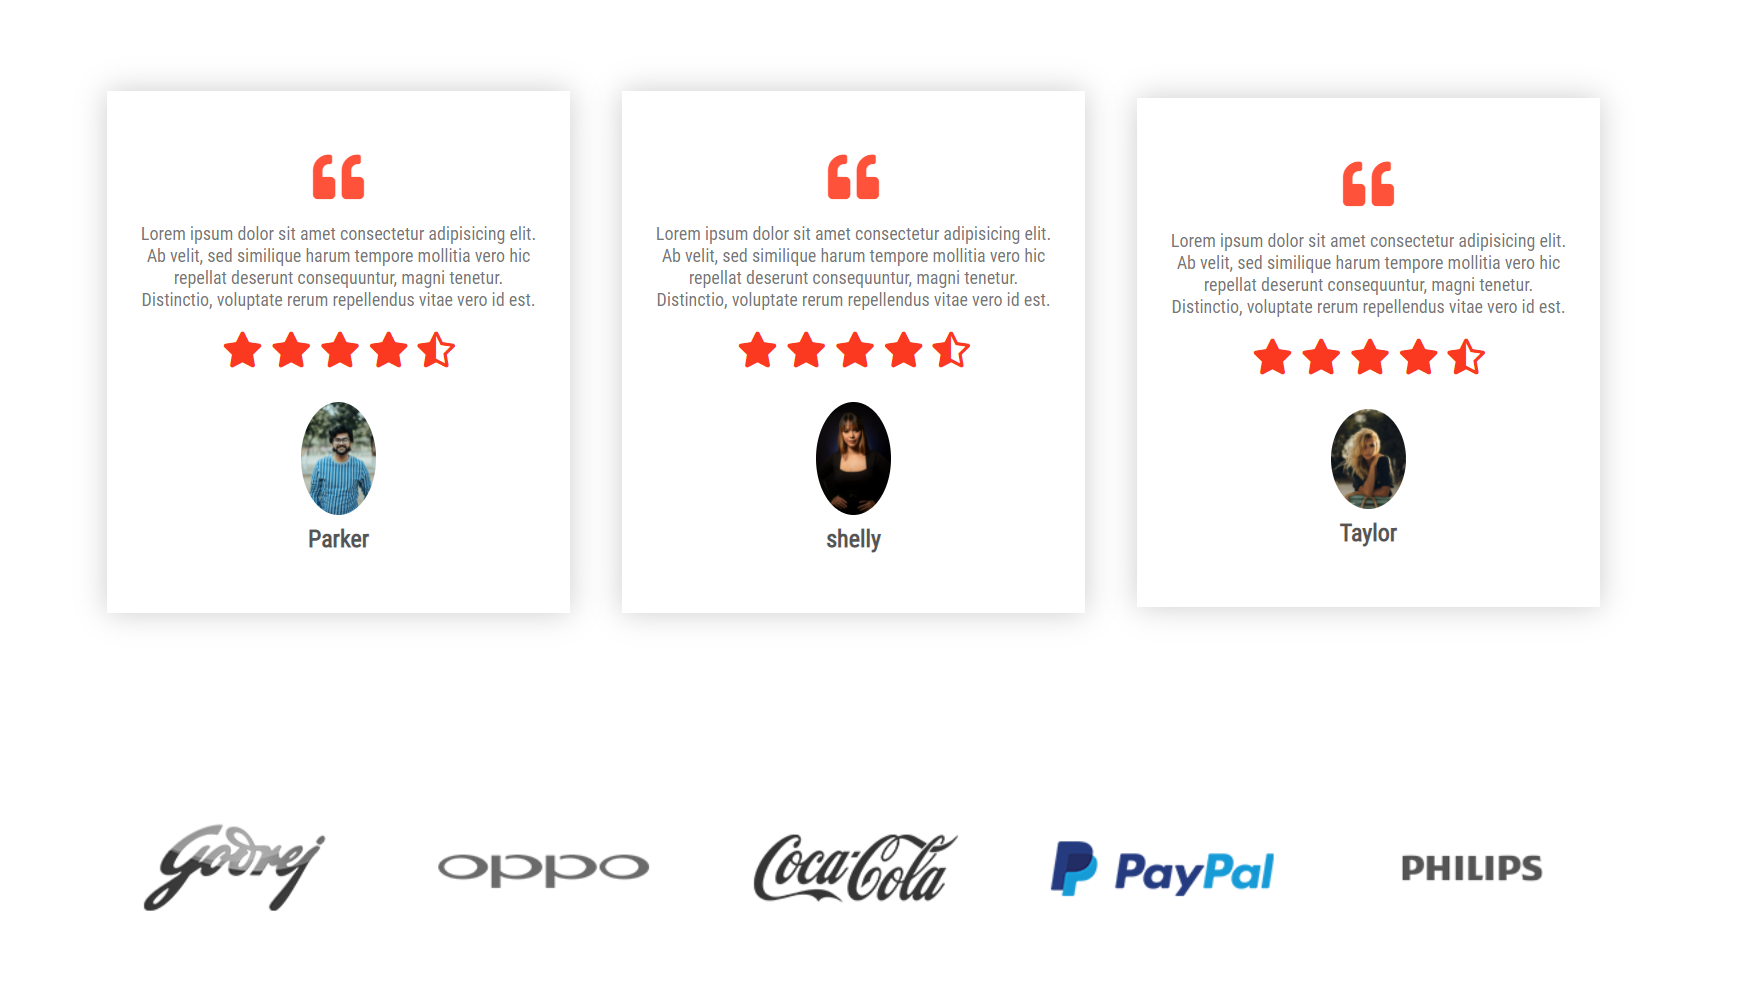 Lorem ipsum dolor sit amet consectetur adipisicing elit.
Ab velit, sed similique harum tempore mollitia vero hic
repellat deserunt consequuntur, magni tenetur.
Distinctio, voluptate rerum repellendus vitae vero id est.
Parker
Lorem ipsum dolor sit amet consectetur adipisicing elit.
Ab velit, sed similique harum tempore mollitia vero hic
repellat deserunt consequuntur, magni tenetur.
Distinctio, voluptate rerum repellendus vitae vero id est.
shelly
Lorem ipsum dolor sit amet consectetur adipisicing elit.
Ab velit, sed similique harum tempore mollitia vero hic
repellat deserunt consequuntur, magni tenetur.
Distinctio, voluptate rerum repellendus vitae vero id est.
Taylor
Godrej
oppo
Coca-Cola
PayPal
PHILIPS